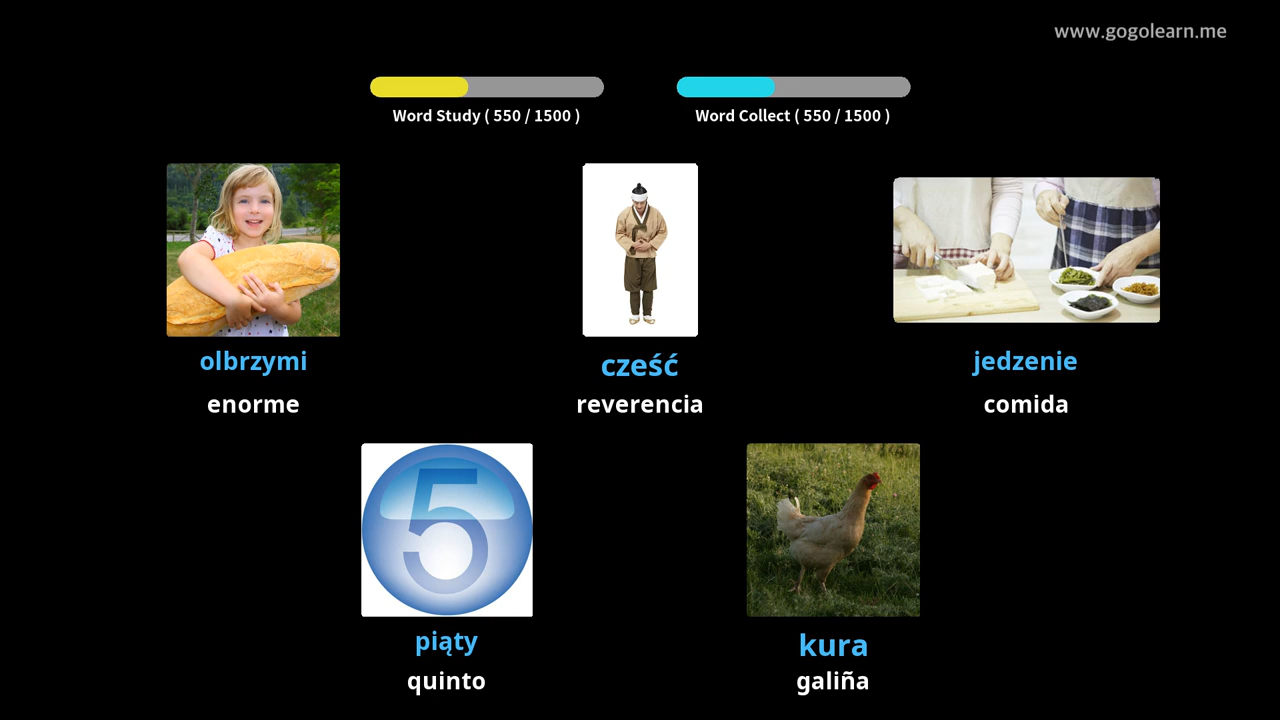 www.gogolearn.me
Word Study ( 550 / 1500 )
Word Collect ( 550 / 1500 )
olbrzymi
enorme
cześć
reverencia
jedzenie
comida
5
piąty
quinto
kura
galiña